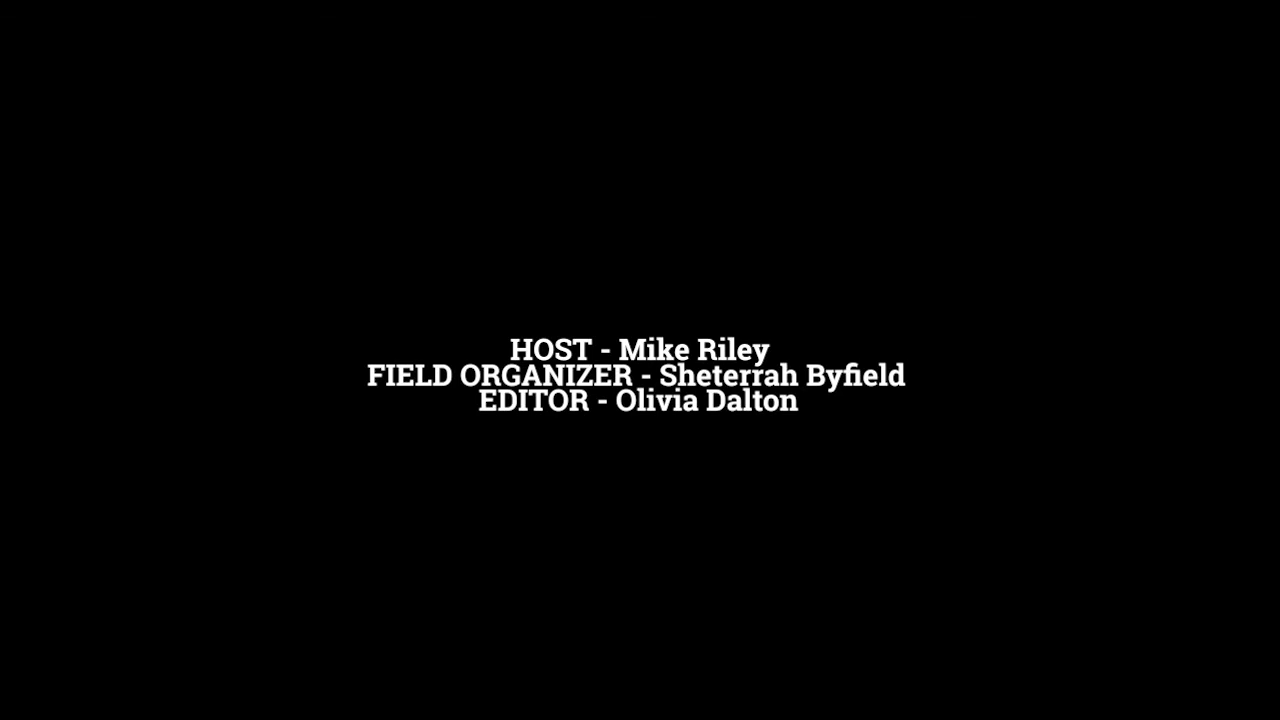 HOST - Mike Riley
FIELD ORGANIZER - Sheterrah Byfield
EDITOR - Olivia Dalton